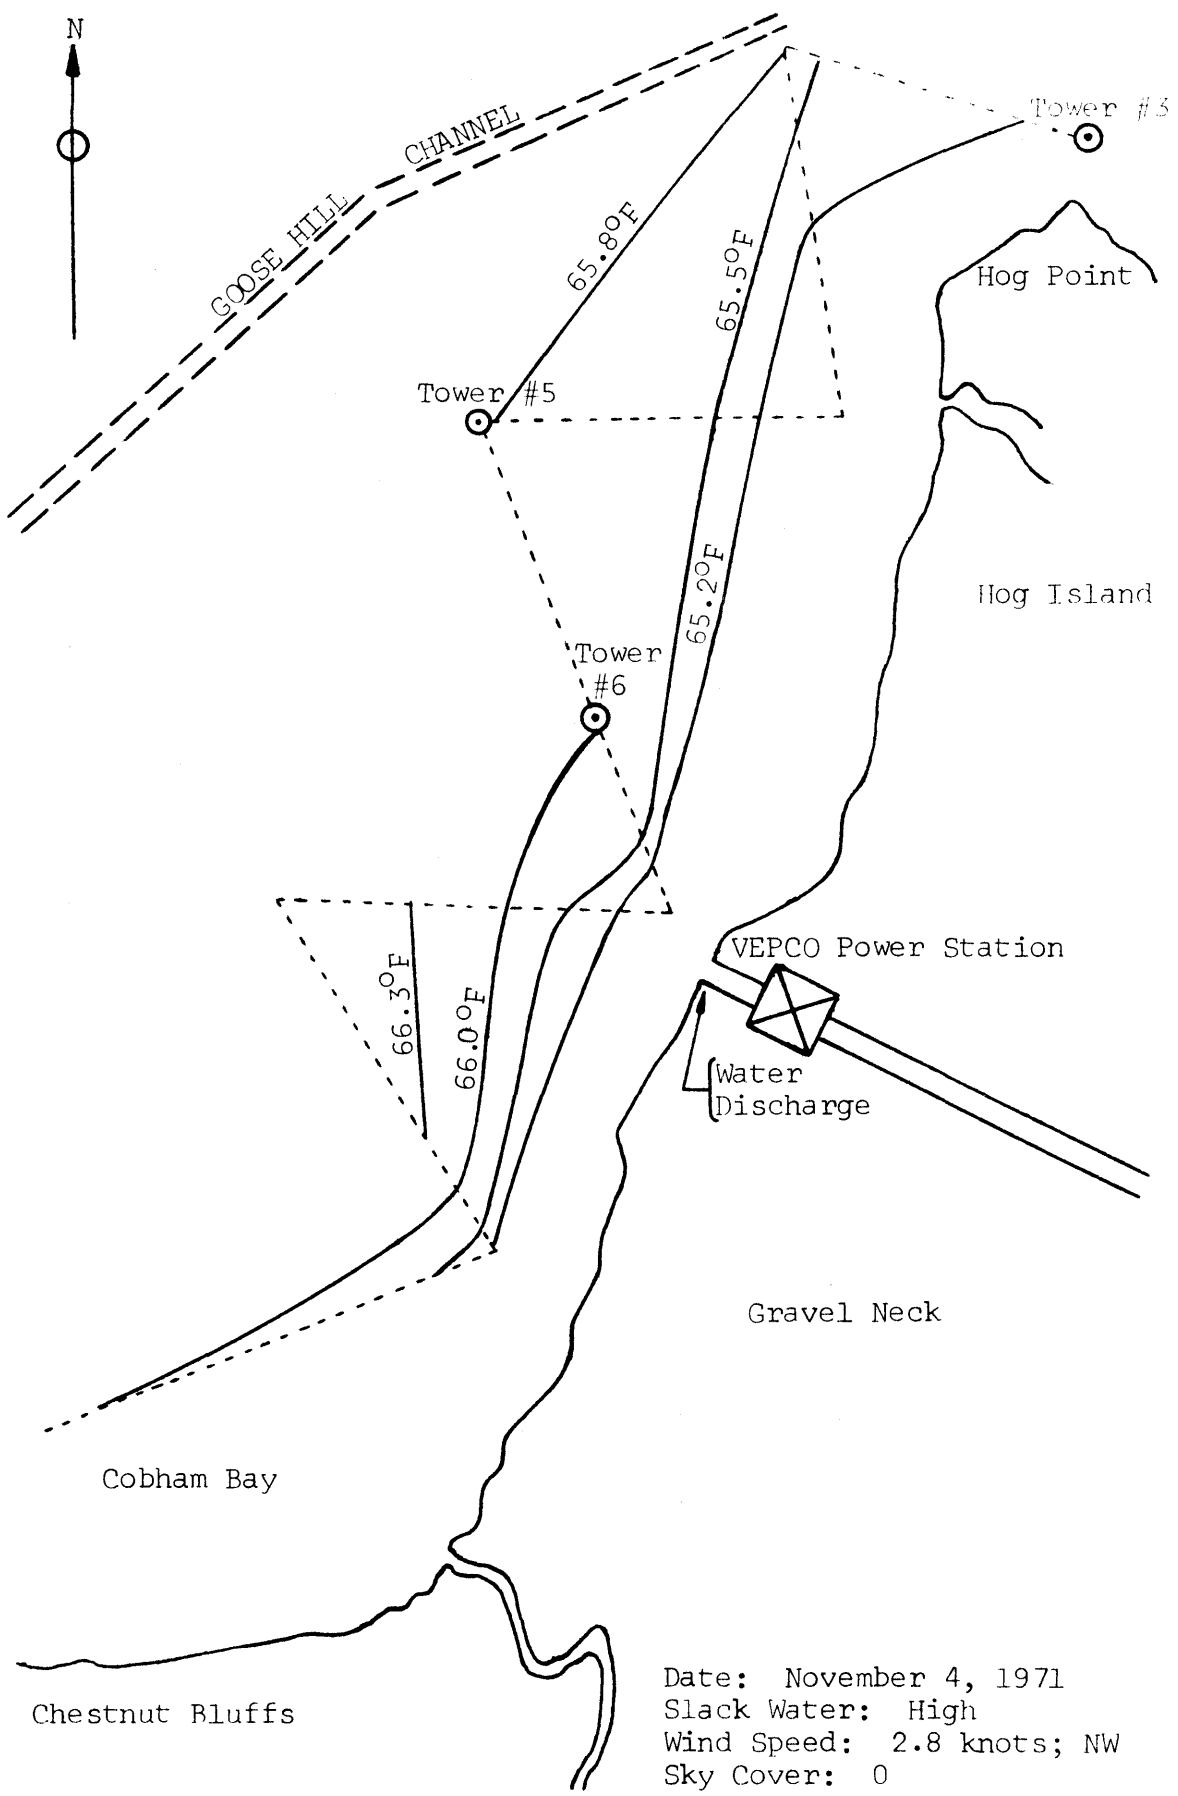 N
GOOSE HILL CHANNEL
Tower #3
65.8°F
65.5°F
Hog Point
Tower #5
65.2°F
Hog Island
Tower
#6
VEPCO Power Station
66.3°F
66.0°F
Water
Discharge
Gravel Neck
Cobham Bay
Chestnut Bluffs
Date: November 4, 1971
Slack Water: High
Wind Speed: 2.8 knots; NW
Sky Cover: 0